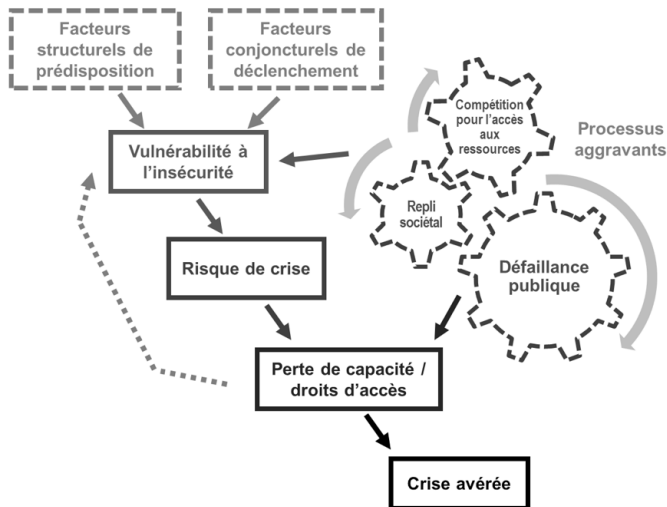 Facteurs
structurels de
prédisposition
Facteurs
conjoncturels de
déclenchement
Compétition
pour l'accès
aux
ressources
Processus
aggravants
Vulnérabilité à
l'insécurité
Repli
sociétal
Risque de crise
Défaillance
publique
Perte de capacité /
droits d'accès
Crise avérée